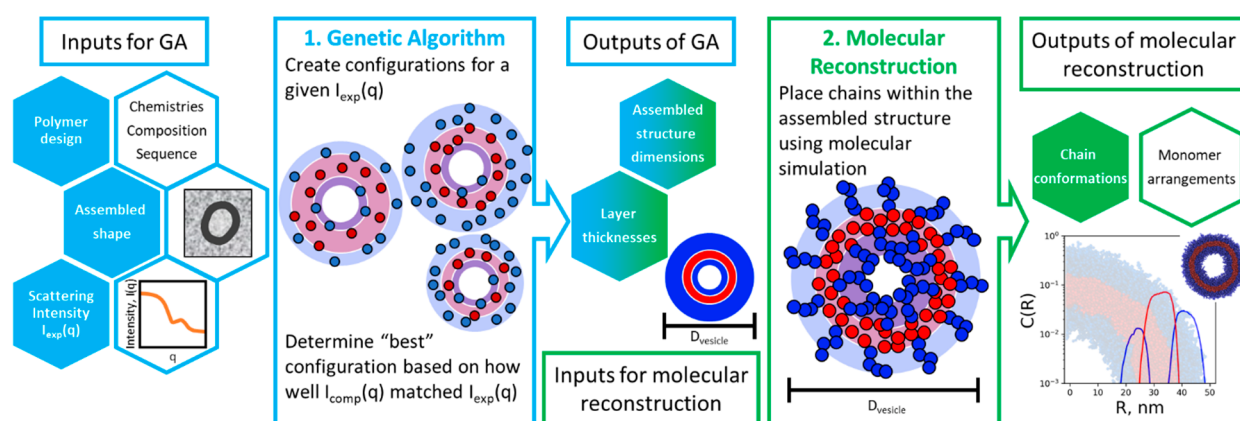 Inputs for GA
Polymer
design
Chemistries
Composition
Sequence
Assembled
shape
Scattering
Intensity
Iexp(q)
Intensity, I(q)
q
1. Genetic Algorithm
Create configurations for a
given Iexp(q)
Determine “best”
configuration based on how
well Icomp(q) matched Iexp(q)
Outputs of GA
Assembled
structure
dimensions
Layer
thicknesses
Dvesicle
Inputs for molecular
reconstruction
2. Molecular
Reconstruction
Place chains within the
assembled structure
using molecular
simulation
Dvesicle
Outputs of molecular
reconstruction
Chain
conformations
Monomer
arrangements
C(R)
10⁰
10⁻¹
10⁻²
10⁻³
0 10 20 30 40 50
R, nm